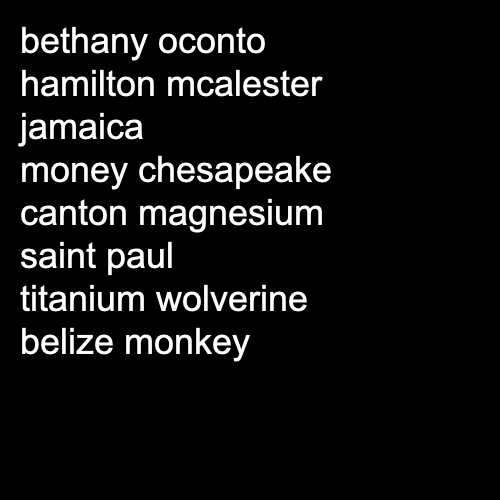 bethany oconto
hamilton mcalester
jamaica
money chesapeake
canton magnesium
saint paul
titanium wolverine
belize monkey